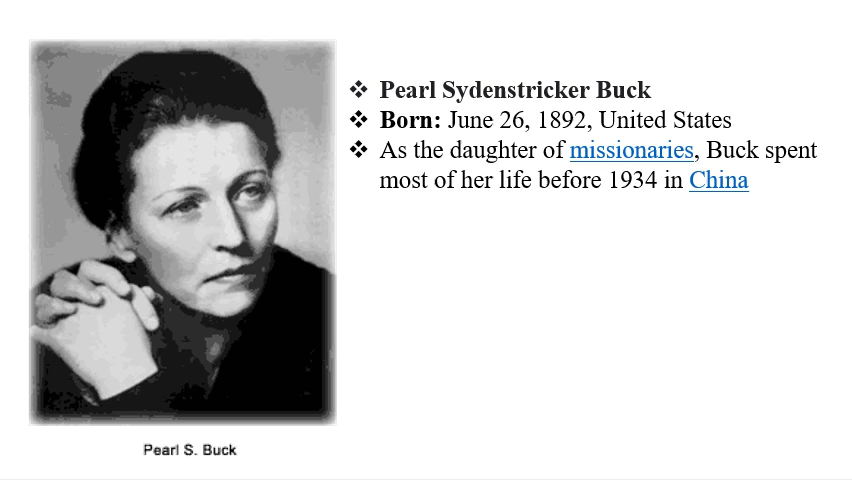 ❖ Pearl Sydenstricker Buck
❖ Born: June 26, 1892, United States
❖ As the daughter of missionaries, Buck spent
most of her life before 1934 in China
Pearl S. Buck